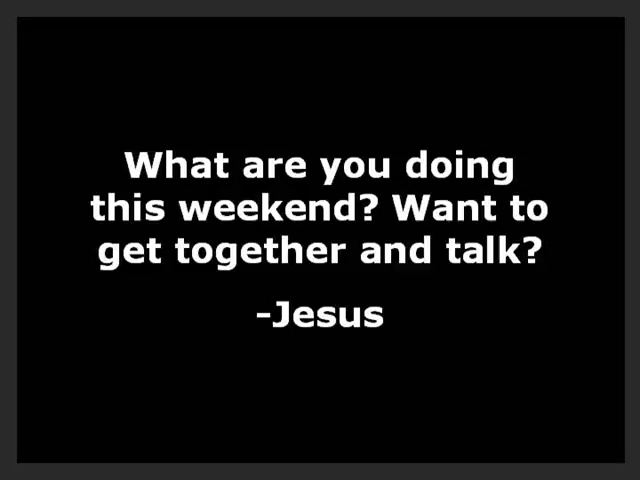 What are you doing
this weekend? Want to
get together and talk?
-Jesus